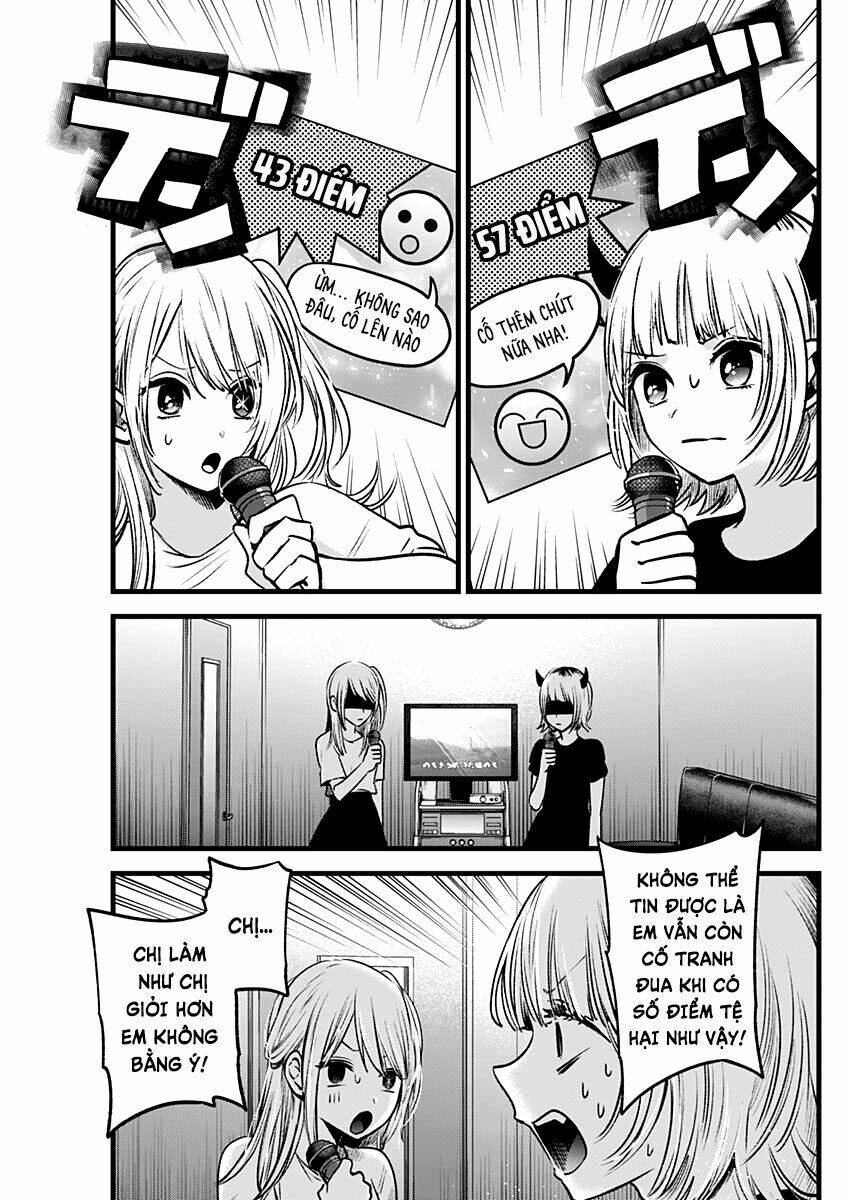 デン
57 ĐIỂM
CỐ THÊM CHÚT
NỮA NHA!
デン
43 ĐIỂM
ỪM... KHÔNG SAO
ĐÂU, CỐ LÊN NÀO
KHÔNG THỂ
TIN ĐƯỢC LÀ
EM VẪN CÒN
CỐ TRANH
ĐUA KHI CÓ
SỐ ĐIỂM TỆ
HẠI NHƯ VẬY!
CHỊ...
CHỊ LÀM
NHƯ CHỊ
GIỎI HƠN
EM KHÔNG
BẰNG Ý!